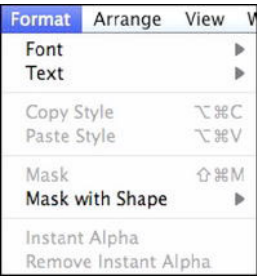 Format Arrange View
Font
Text
Copy Style ⌥⌘C
Paste Style ⌥⌘V
Mask ⇧⌘M
Mask with Shape
Instant Alpha
Remove Instant Alpha